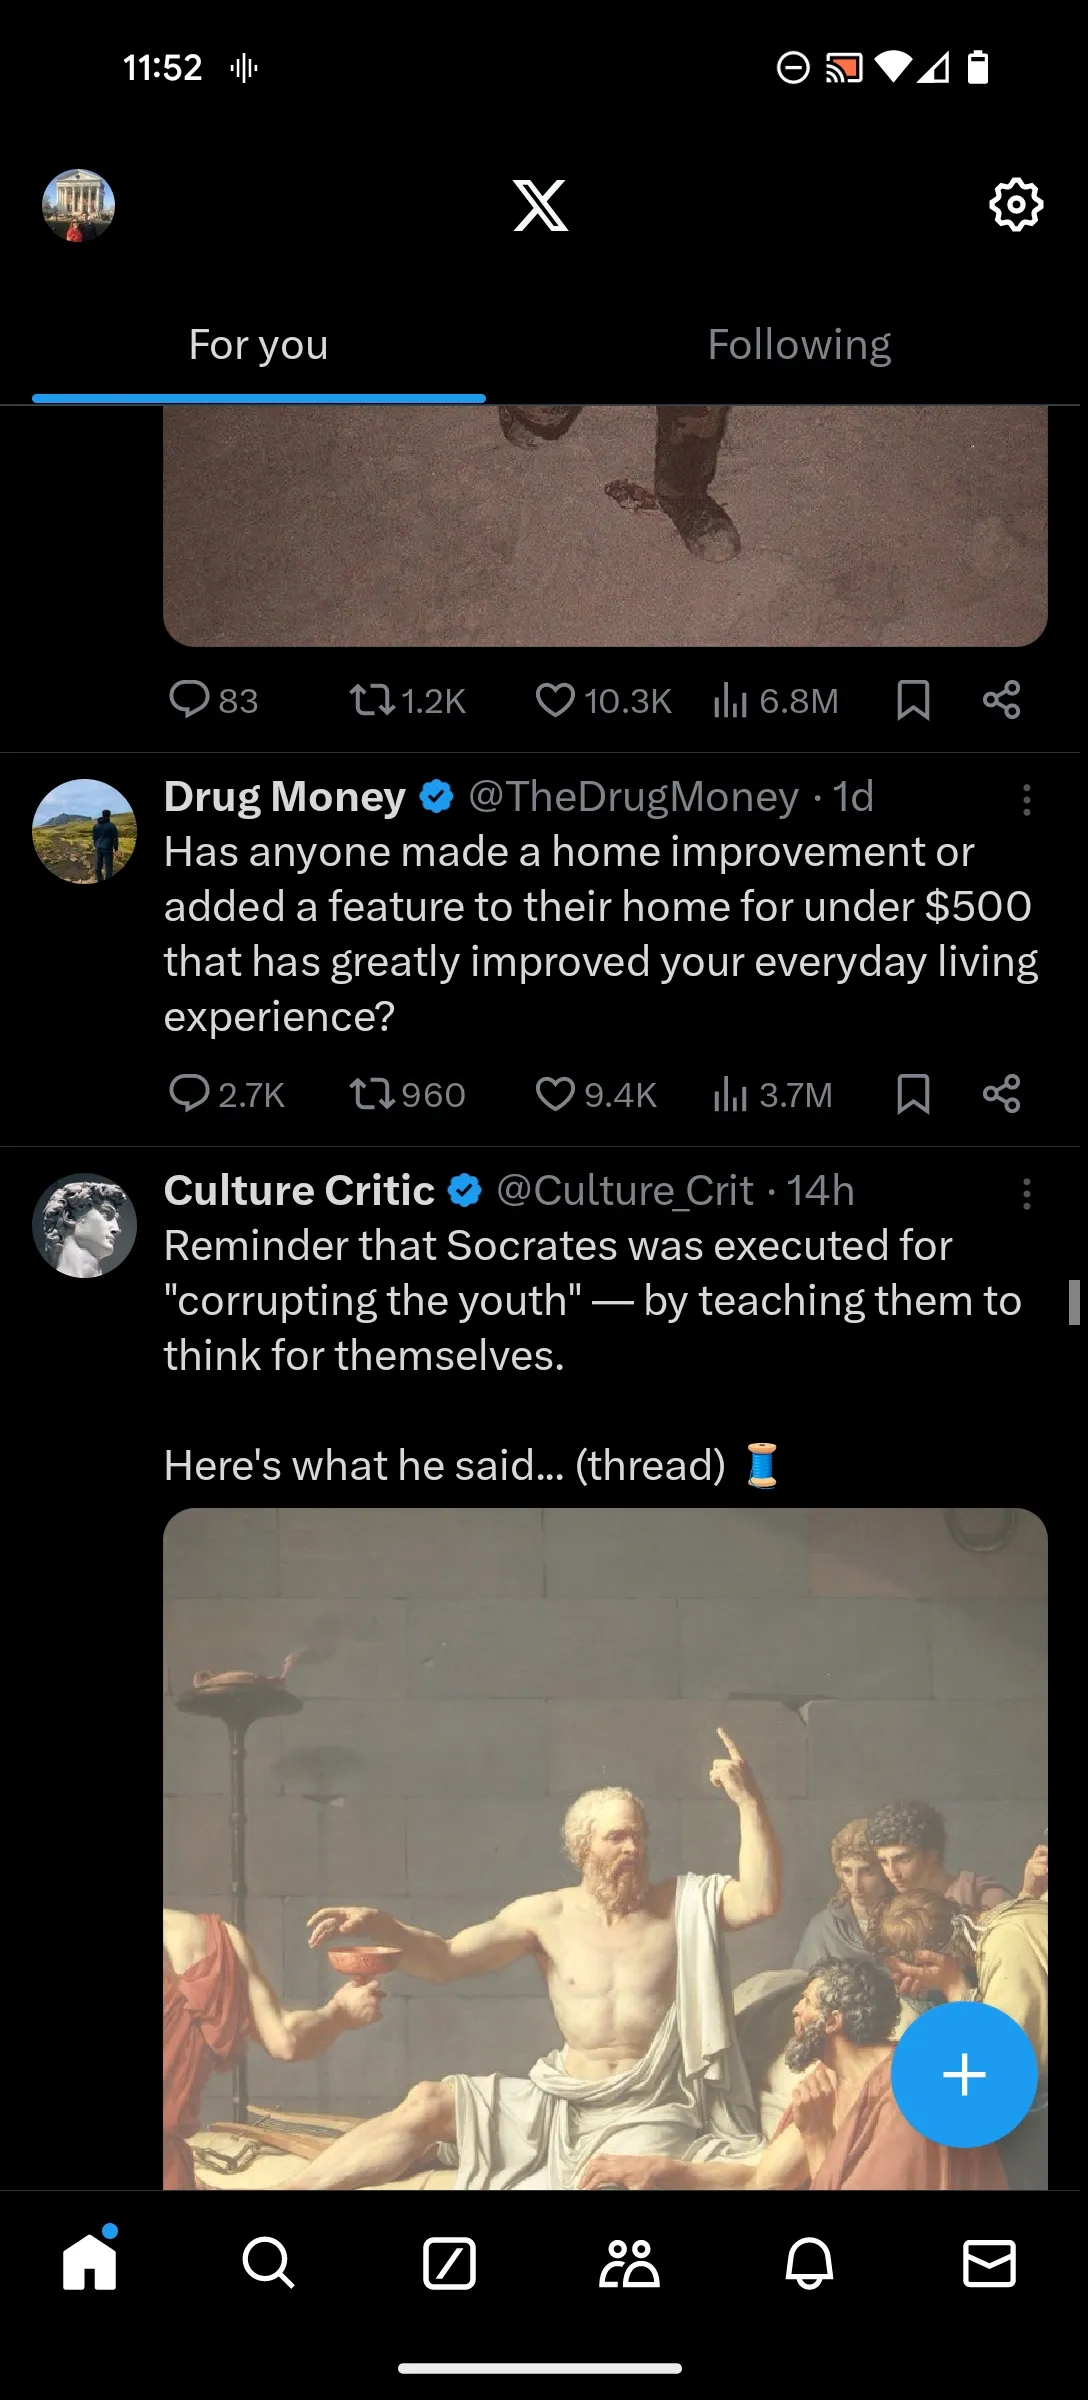 11:52
For you
Following
83
1.2K
10.3K
6.8M
Drug Money @TheDrugMoney · 1d
Has anyone made a home improvement or
added a feature to their home for under $500
that has greatly improved your everyday living
experience?
2.7K
960
9.4K
3.7M
Culture Critic @Culture_Crit · 14h
Reminder that Socrates was executed for
"corrupting the youth" — by teaching them to
think for themselves.
Here's what he said... (thread) 🧵